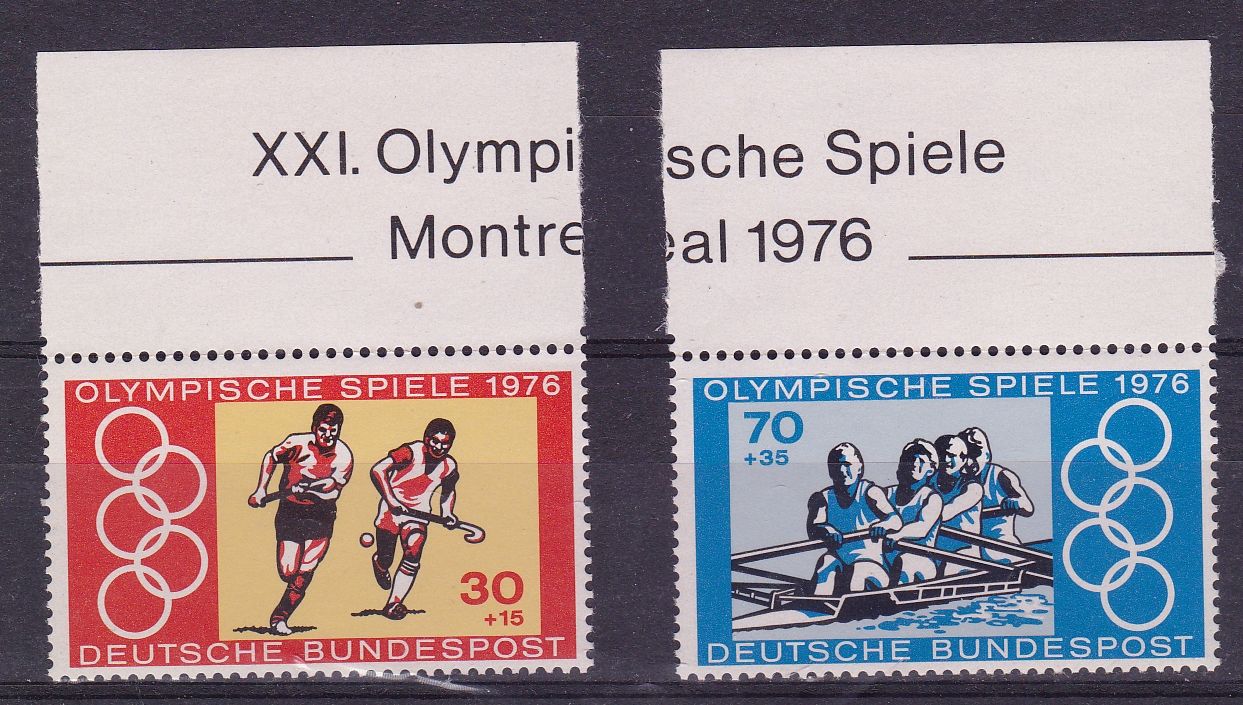 XXI. Olympi sche Spiele
Montre eal 1976
OLYMPISCHE SPIELE 1976
30
+15
DEUTSCHE BUNDESPOST
OLYMPISCHE SPIELE 1976
70
+35
DEUTSCHE BUNDESPOST